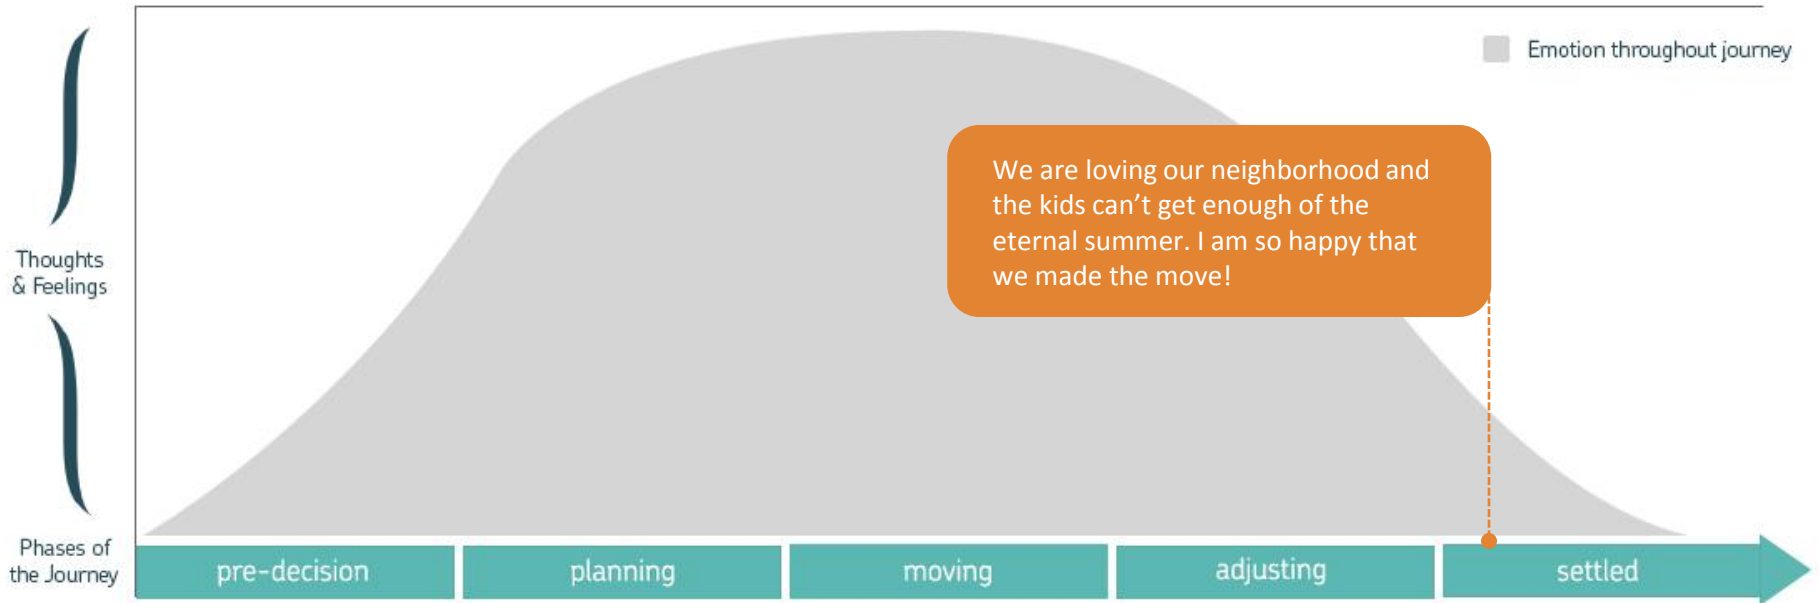 Emotion throughout journey
We are loving our neighborhood and
the kids can’t get enough of the
eternal summer. I am so happy that
we made the move!
Thoughts
& Feelings
Phases of
the Journey
pre-decision
planning
moving
adjusting
settled